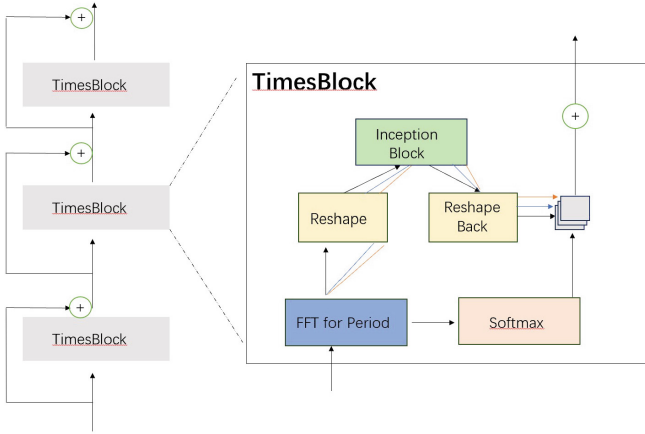 TimesBlock
TimesBlock
TimesBlock
TimesBlock
Inception
Block
Reshape
Reshape
Back
FFT for Period
Softmax
+
+
+
+